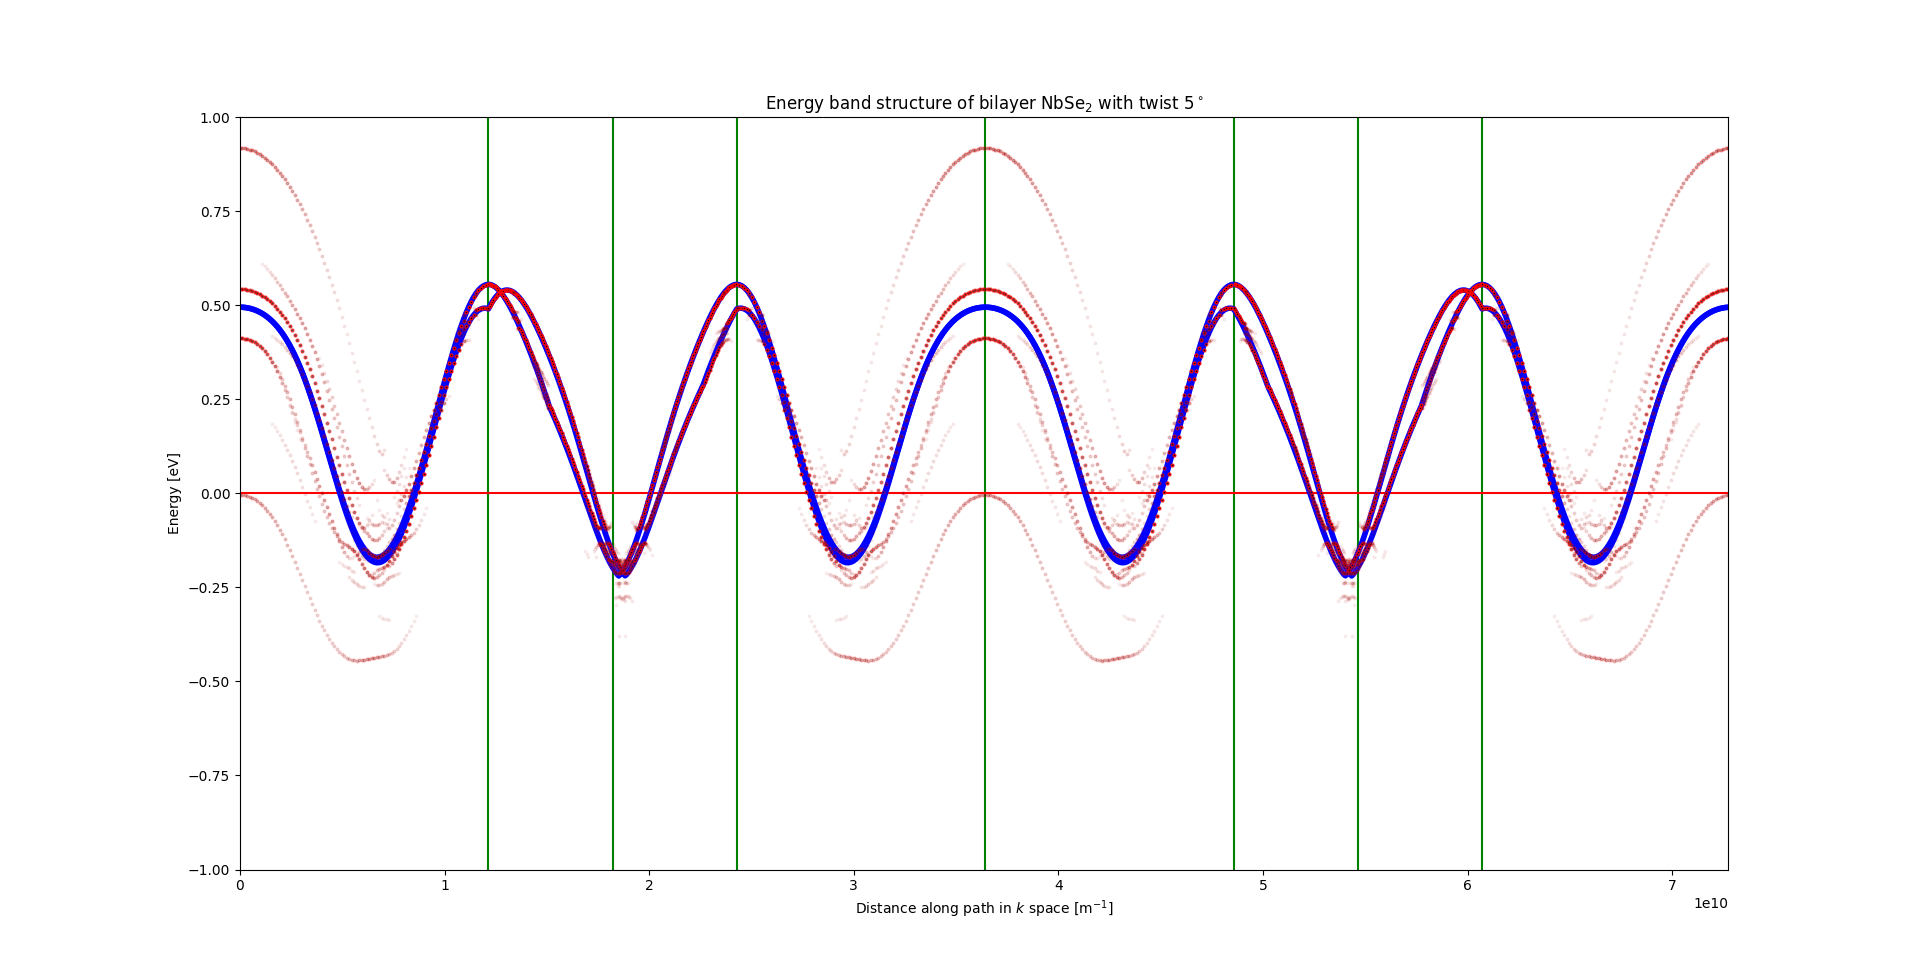 Energy band structure of bilayer NbSe₂ with twist 5°
1.00
0.75
0.50
0.25
0.00
−0.25
−0.50
−0.75
−1.00
Energy [eV]
0 1 2 3 4 5 6 7
1e10
Distance along path in k space [m⁻¹]